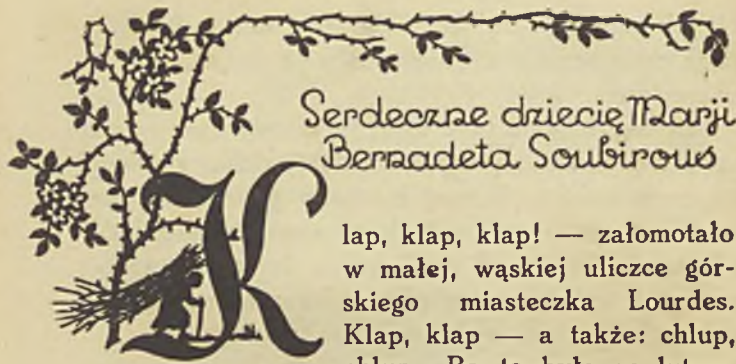 Serdeczne dziecię Marji
Bernadeta Soubirous
Klap, klap, klap! — załomotało
w małej, wąskiej uliczce gór-
skiego miasteczka Lourdes.
Klap, klap — a także: chlup,